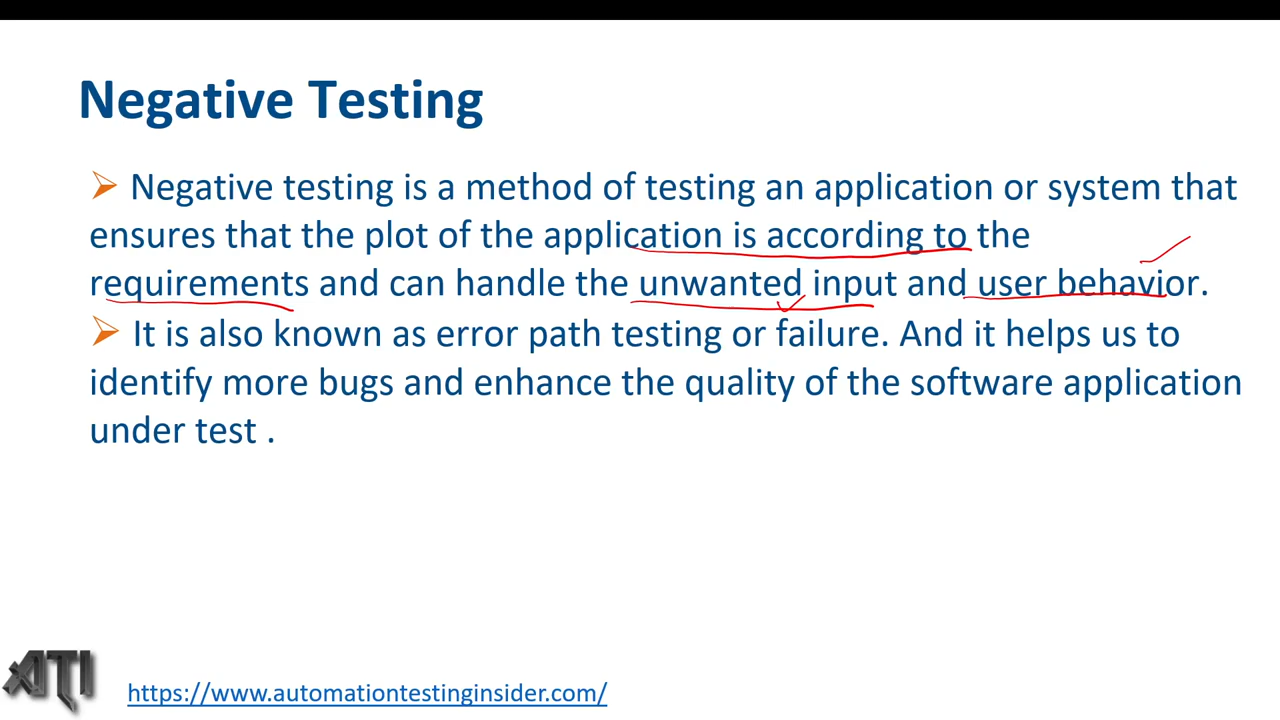 Negative Testing
➢ Negative testing is a method of testing an application or system that
ensures that the plot of the application is according to the
requirements and can handle the unwanted input and user behavior.
➢ It is also known as error path testing or failure. And it helps us to
identify more bugs and enhance the quality of the software application
under test .
ATI
https://www.automationtestinginsider.com/